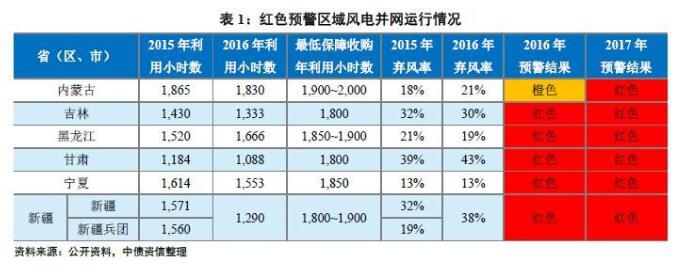 表 1：红色预警区域风电并网运行情况
省（区、市） 2015 年利用小时数 2016 年利用小时数 最低保障收购年利用小时数 2015 年弃风率 2016 年弃风率 2016 年预警结果 2017 年预警结果
内蒙古 1,865 1,830 1,900~2,000 18% 21% 橙色 红色
吉林 1,430 1,333 1,800 32% 30% 红色 红色
黑龙江 1,520 1,666 1,850~1,900 21% 19% 红色 红色
甘肃 1,184 1,088 1,800 39% 43% 红色 红色
宁夏 1,614 1,553 1,850 13% 13% 红色 红色
新疆 新疆 1,571 1,290 1,800~1,900 32% 38% 红色 红色
新疆兵团 1,560 19%
资料来源：公开资料，中债资信整理